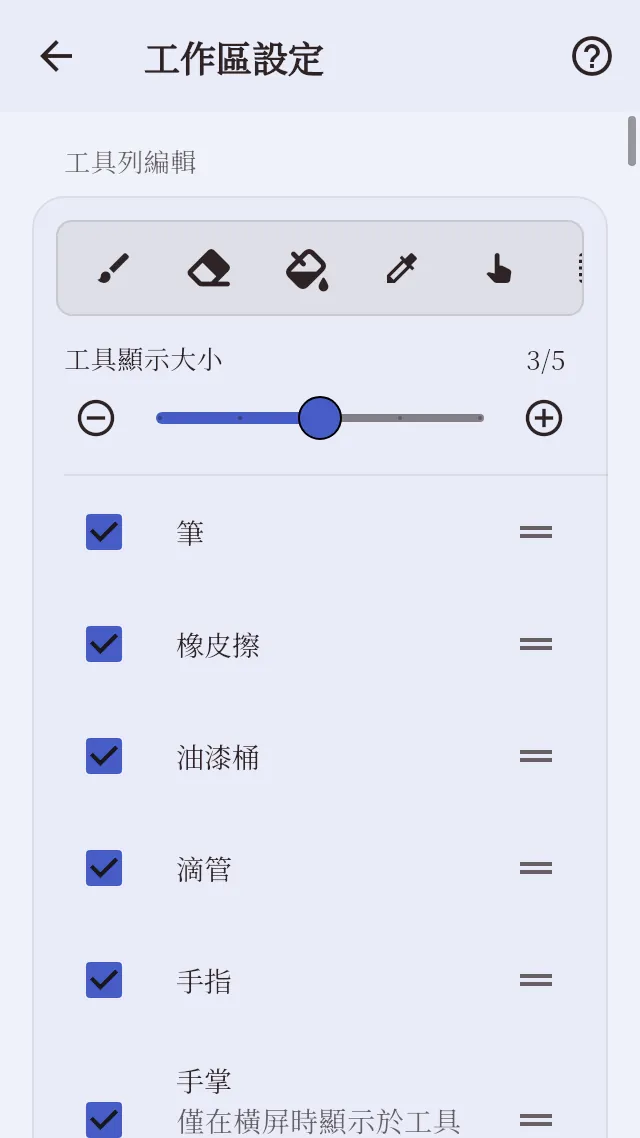 工作區設定
工具列編輯
工具顯示大小 3/5
筆
橡皮擦
油漆桶
滴管
手指
手掌
僅在橫屏時顯示於工具